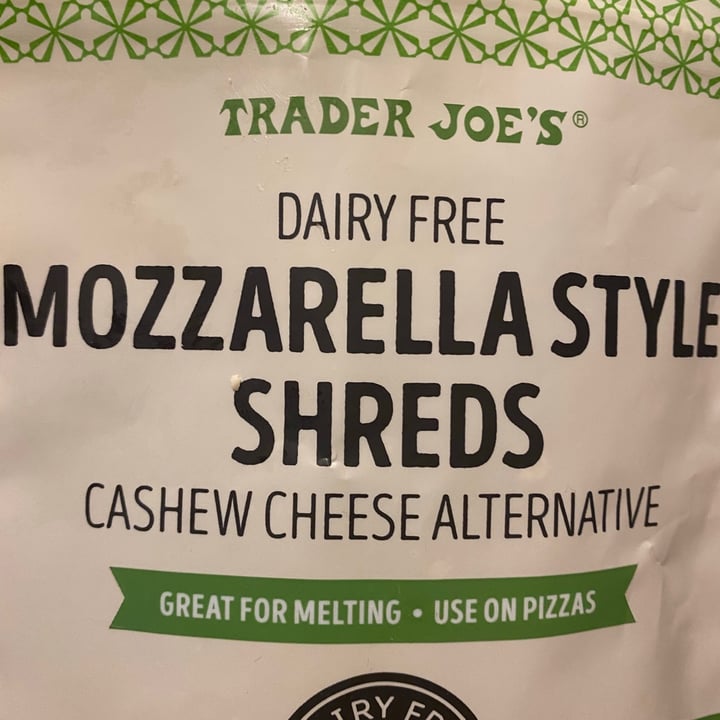 TRADER JOE'S®
DAIRY FREE
MOZZARELLA STYLE
SHREDS
CASHEW CHEESE ALTERNATIVE
GREAT FOR MELTING • USE ON PIZZAS